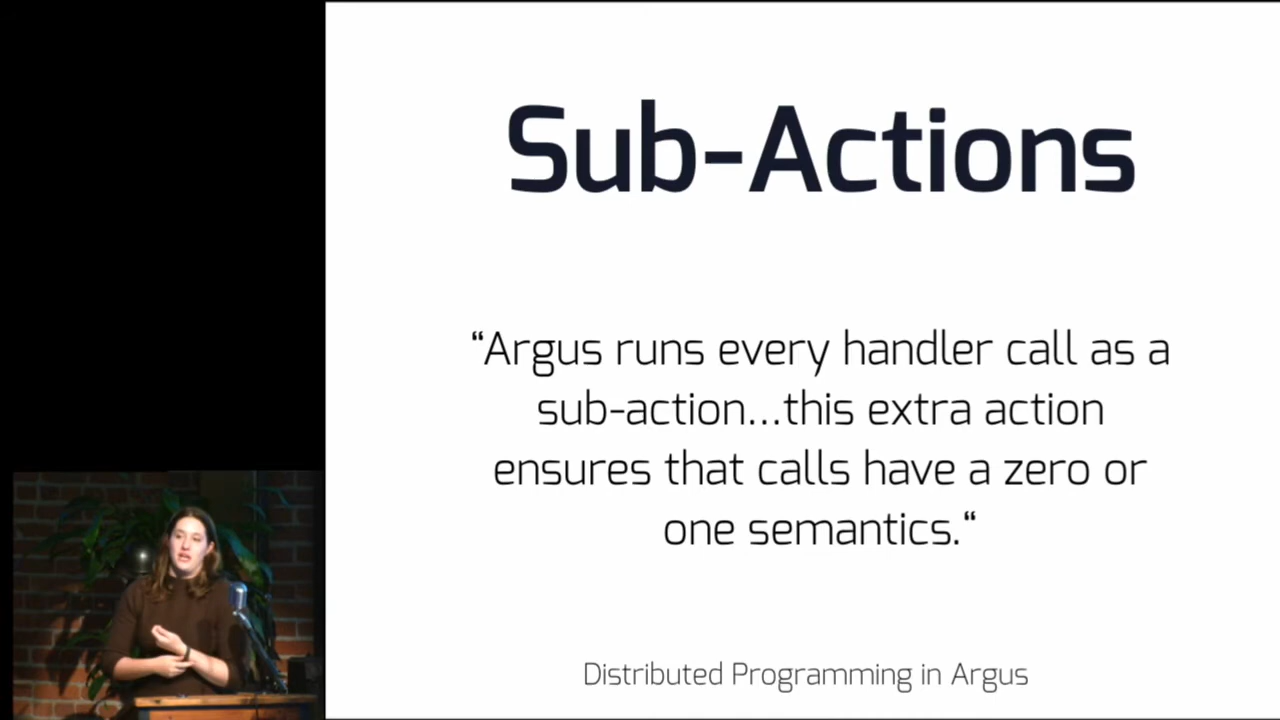 Sub-Actions
“Argus runs every handler call as a
sub-action...this extra action
ensures that calls have a zero or
one semantics.“
Distributed Programming in Argus